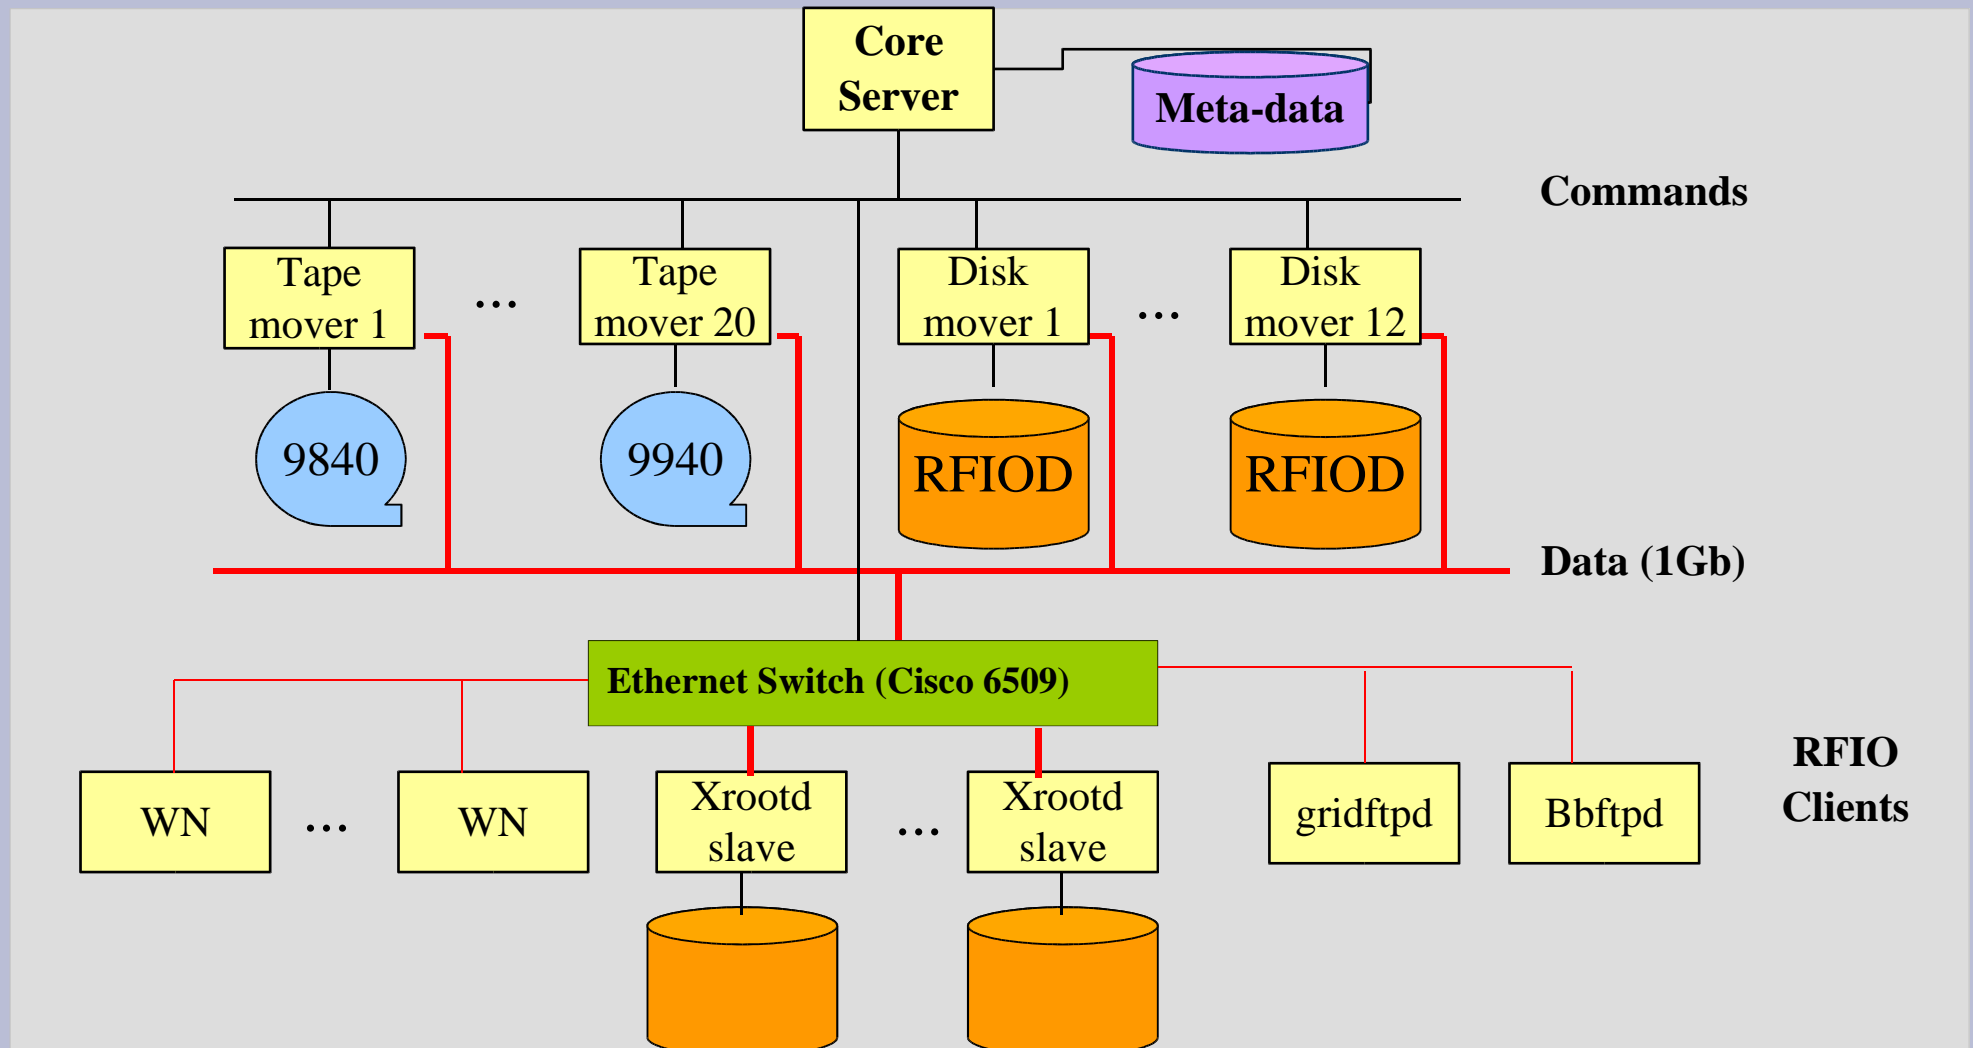 Core
Server
Meta-data
Commands
Tape
mover 1
...
Tape
mover 20
Disk
mover 1
...
Disk
mover 12
9840
9940
RFIOD
RFIOD
Data (1Gb)
Ethernet Switch (Cisco 6509)
RFIO
Clients
WN
...
WN
Xrootd
slave
...
Xrootd
slave
gridftpd
Bbftpd